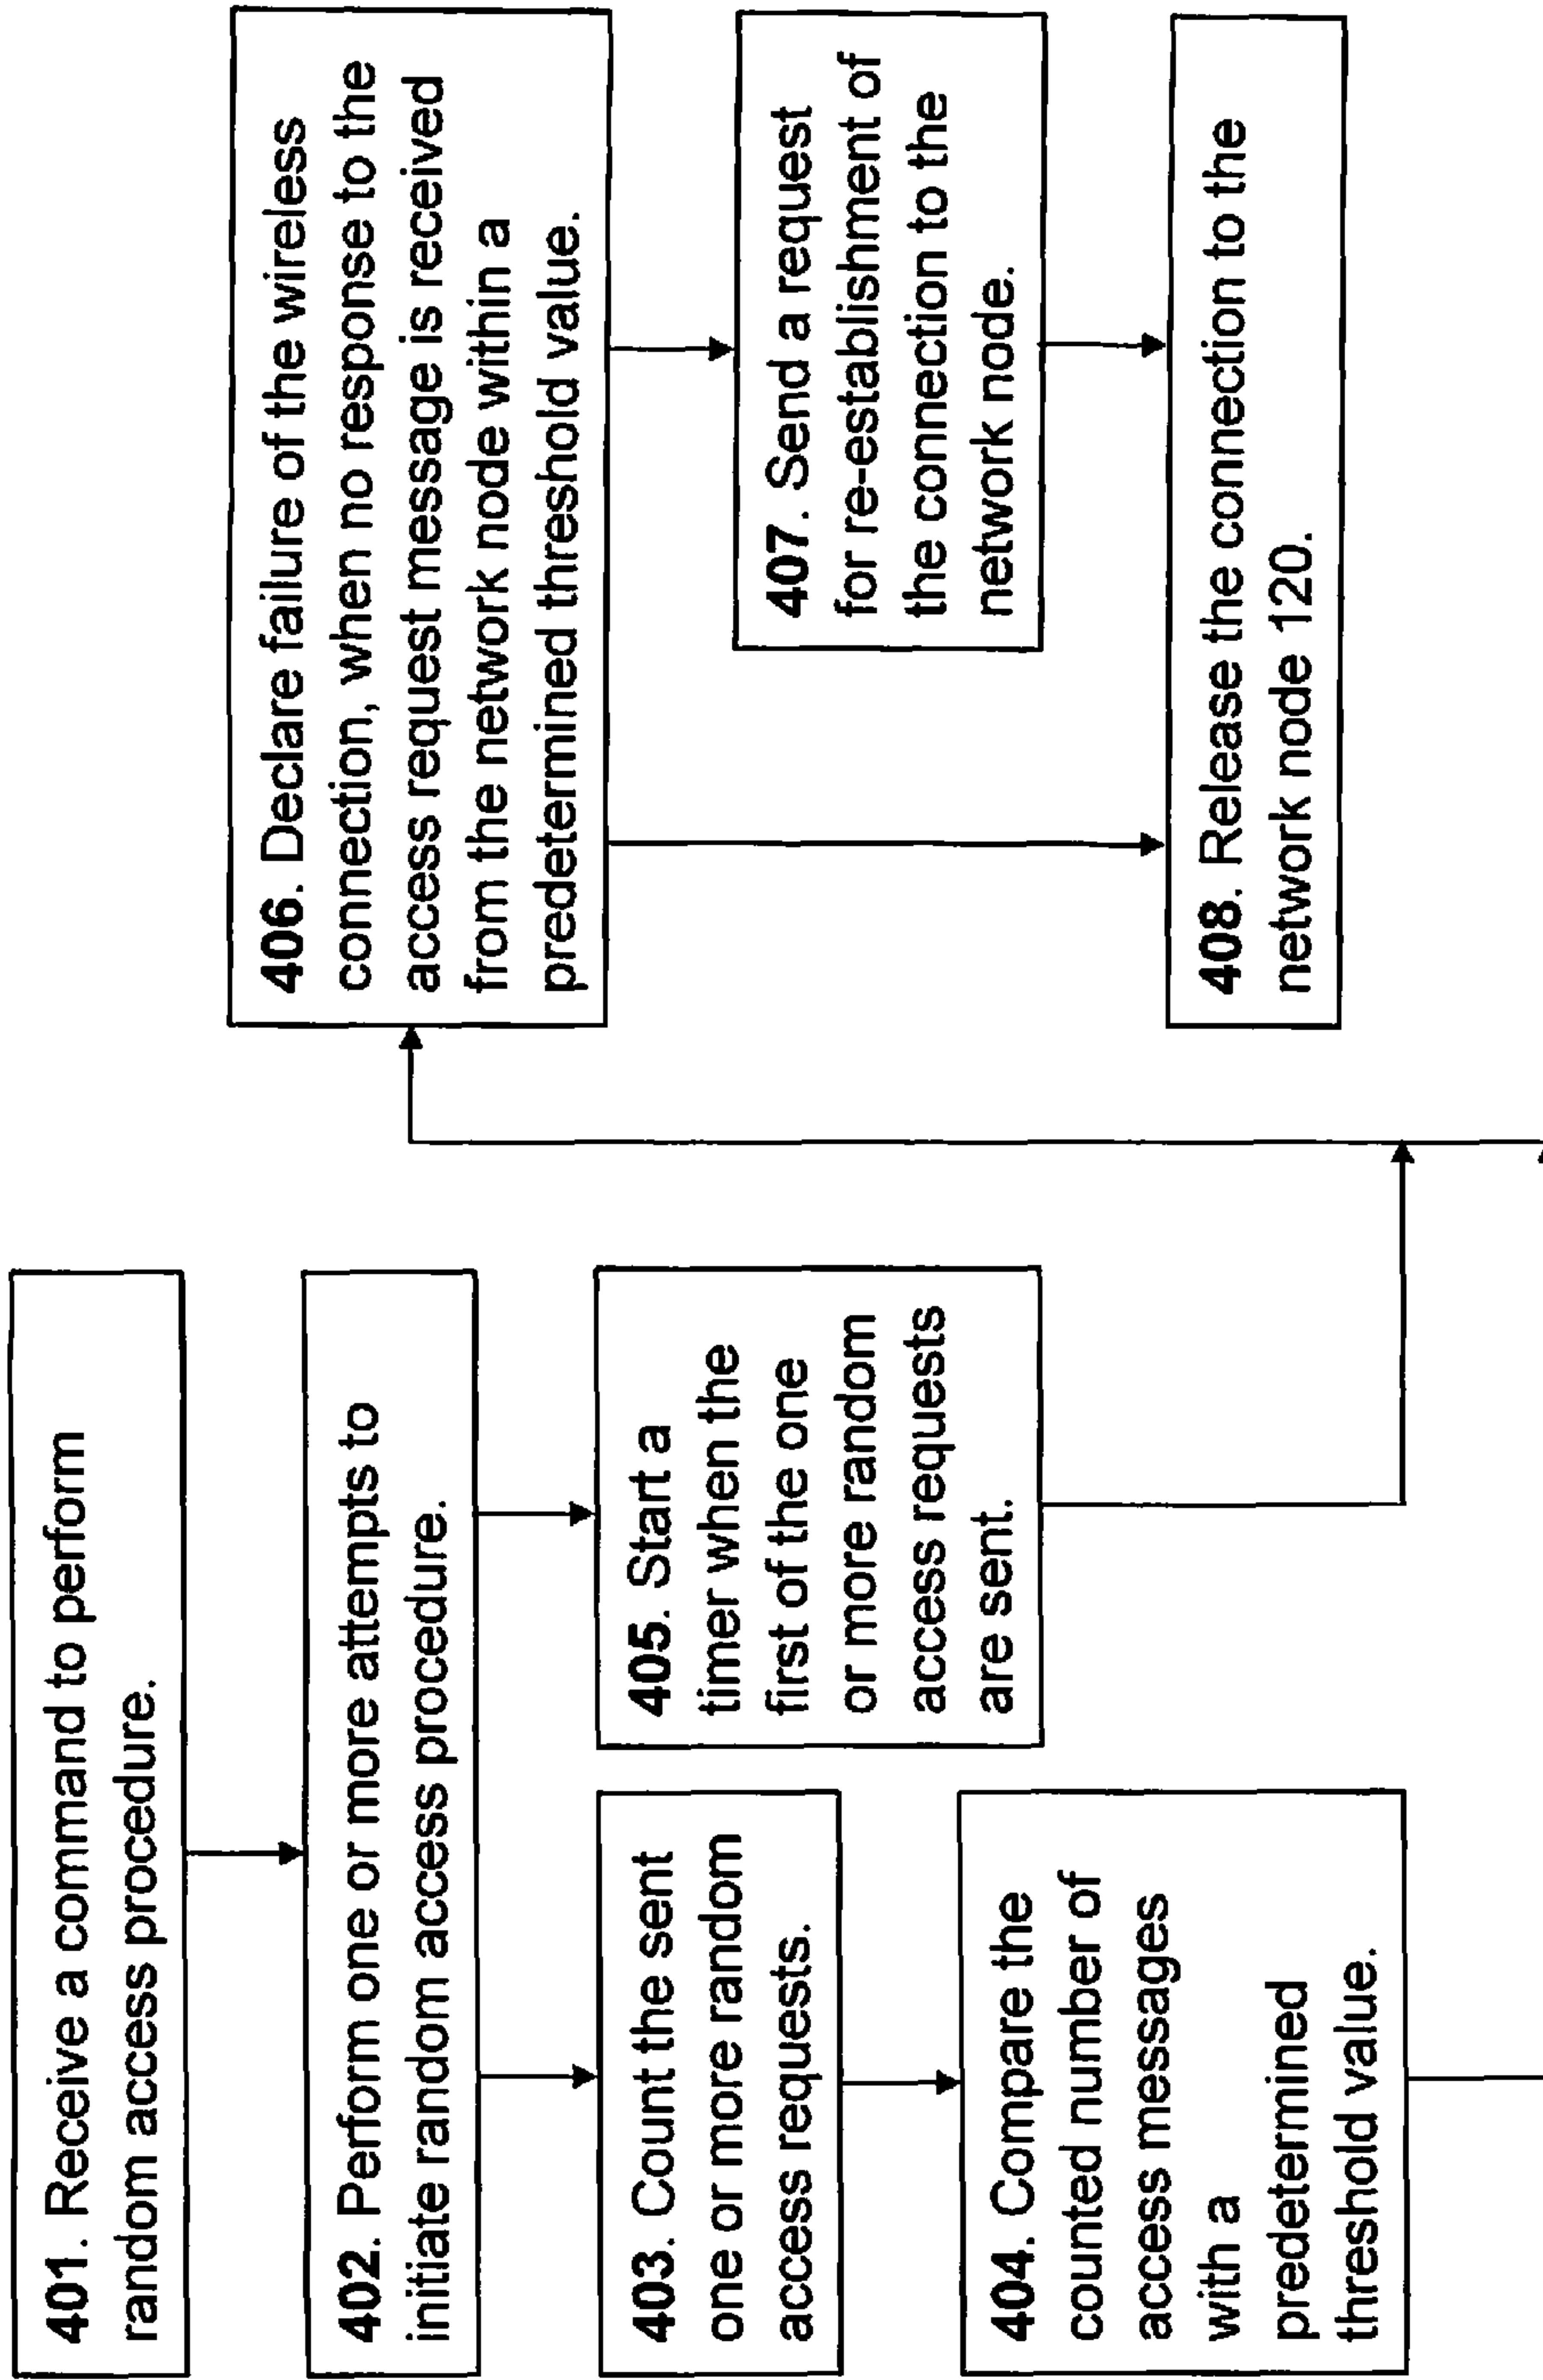 401. Receive a command to perform
random access procedure.
402. Perform one or more attempts to
initiate random access procedure.
403. Count the sent
one or more random
access requests.
404. Compare the
counted number of
access messages
with a
predetermined
threshold value.
405. Start a
timer when the
first of the one
or more random
access requests
are sent.
406. Declare failure of the wireless
connection, when no response to the
access request message is received
from the network node within a
predetermined threshold value.
407. Send a request
for re-establishment of
the connection to the
network node.
408. Release the connection to the
network node 120.